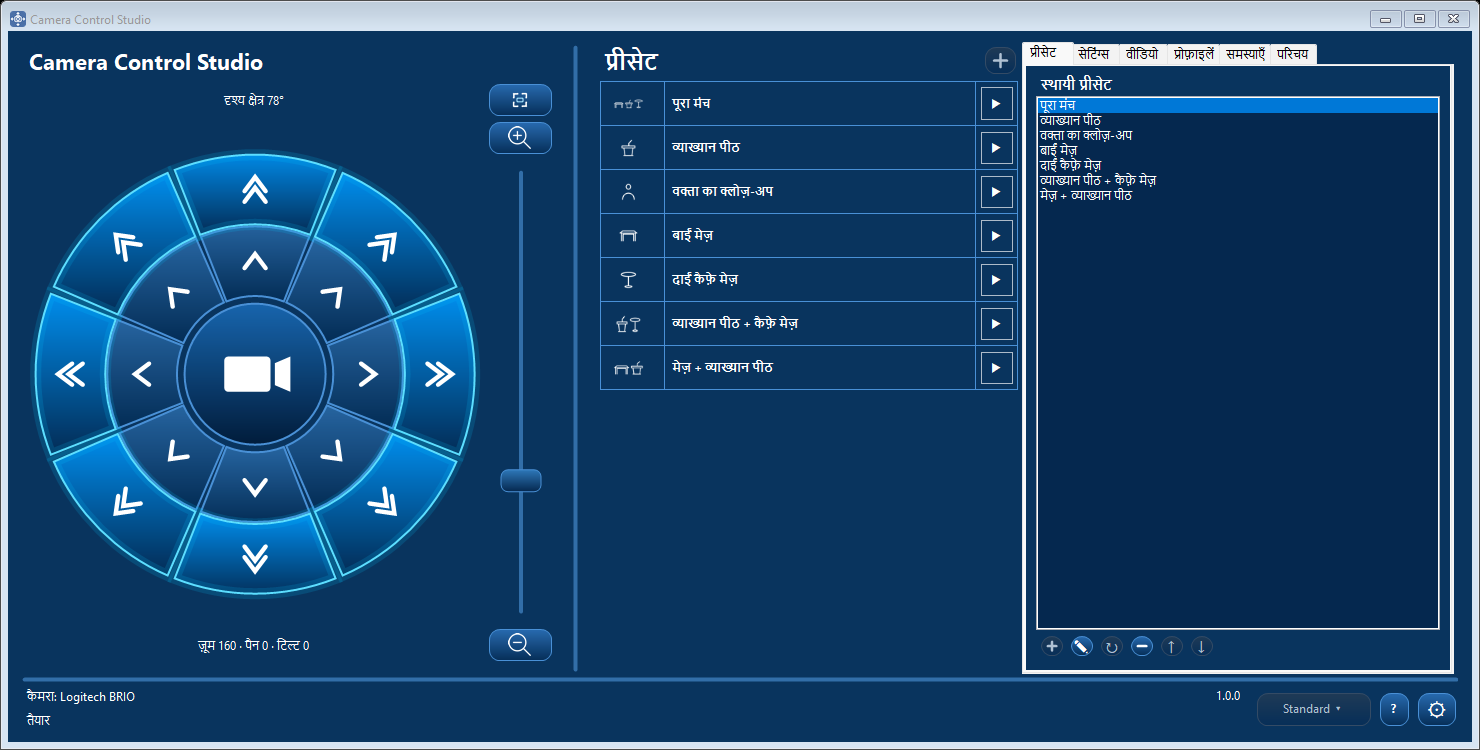 Camera Control Studio
Camera Control Studio
दृश्य क्षेत्र 78°
ज़ूम 160 · पैन 0 · टिल्ट 0
प्रीसेट
पूरा मंच
व्याख्यान पीठ
वक्ता का क्लोज़-अप
बाईं मेज़
दाईं कैफ़े मेज़
व्याख्यान पीठ + कैफ़े मेज़
मेज़ + व्याख्यान पीठ
प्रीसेट सेटिंग्स वीडियो प्रोफ़ाइलें समस्याएँ परिचय
स्थायी प्रीसेट
पूरा मंच
व्याख्यान पीठ
वक्ता का क्लोज़-अप
बाईं मेज़
दाईं कैफ़े मेज़
व्याख्यान पीठ + कैफ़े मेज़
मेज़ + व्याख्यान पीठ
कैमरा: Logitech BRIO
तैयार
1.0.0
Standard
?